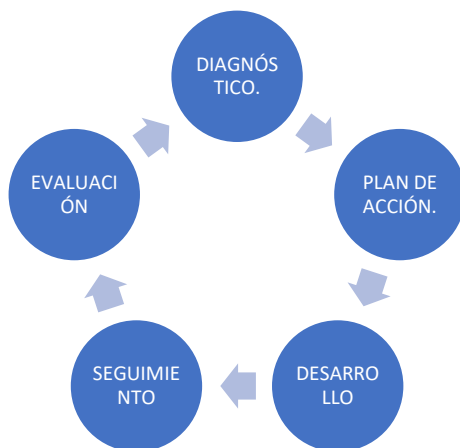 DIAGNÓS
TICO.
PLAN DE
ACCIÓN.
DESARRO
LLO
SEGUIMIE
NTO
EVALUACI
ÓN